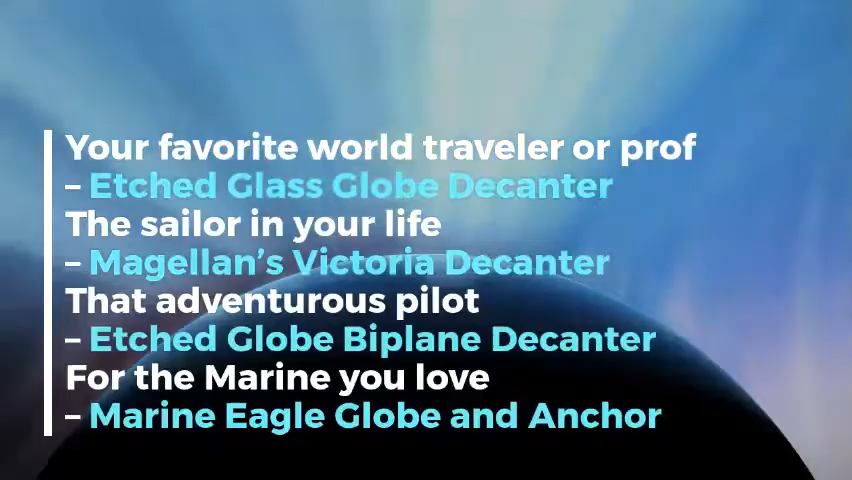 Your favorite world traveler or prof
– Etched Glass Globe Decanter
The sailor in your life
– Magellan’s Victoria Decanter
That adventurous pilot
– Etched Globe Biplane Decanter
For the Marine you love
– Marine Eagle Globe and Anchor